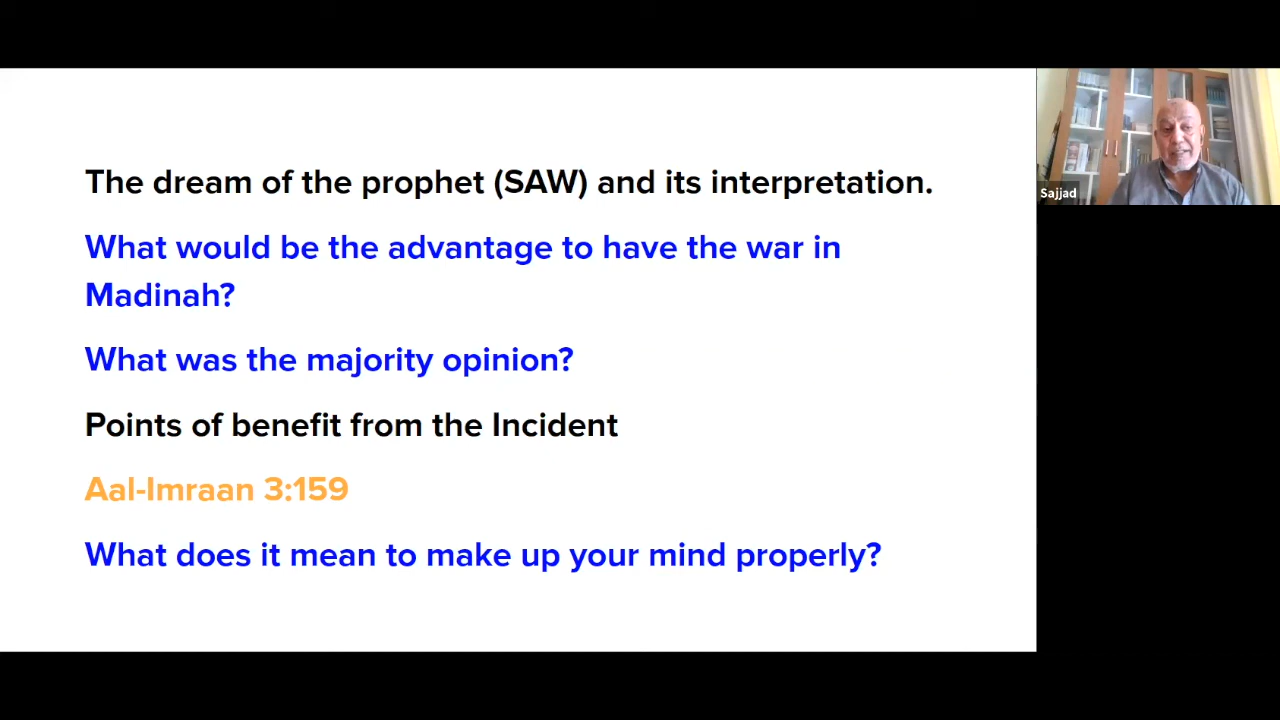 The dream of the prophet (SAW) and its interpretation.
What would be the advantage to have the war in
Madinah?
What was the majority opinion?
Points of benefit from the Incident
Aal-Imraan 3:159
What does it mean to make up your mind properly?
Sajjad